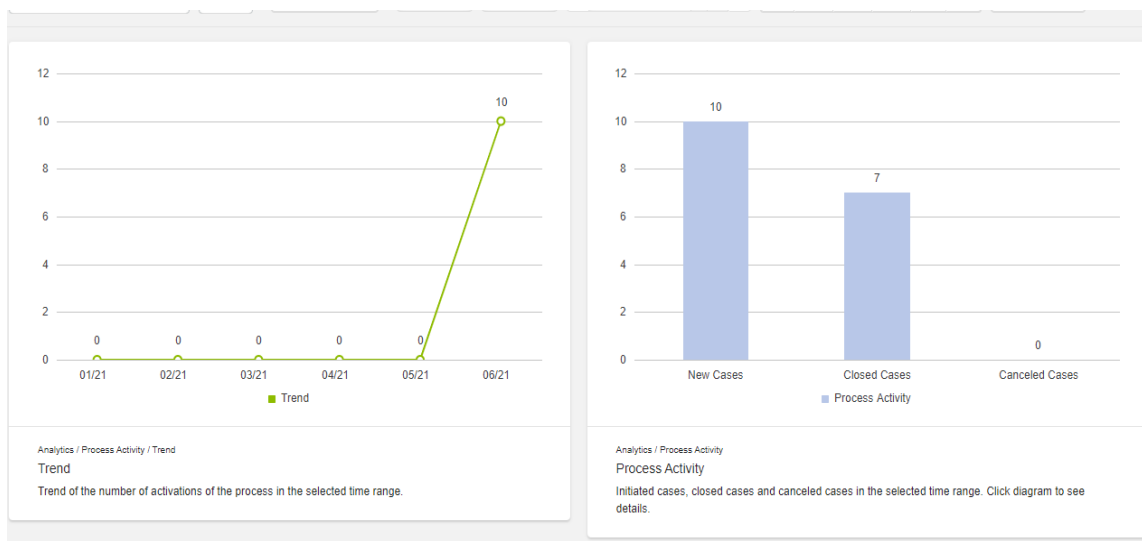 12
10
8
6
4
2
0
0
0
0
0
0
10
01/21
02/21
03/21
04/21
05/21
06/21
Trend
Analytics / Process Activity / Trend
Trend
Trend of the number of activations of the process in the selected time range.
12
10
8
6
4
2
0
10
7
0
New Cases
Closed Cases
Canceled Cases
Process Activity
Analytics / Process Activity
Process Activity
Initiated cases, closed cases and canceled cases in the selected time range. Click diagram to see
details.